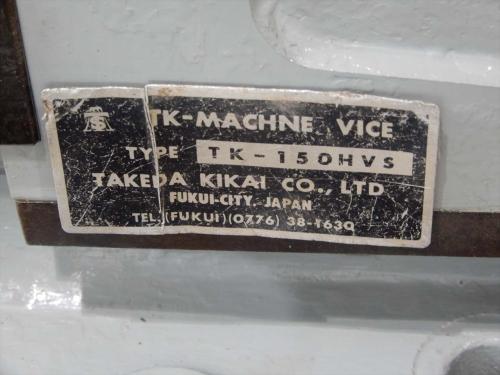 TK-MACHNE VICE
TYPE TK-150HVS
TAKEDA KIKAI CO., LTD
FUKUI-CITY, JAPAN
TEL. (FUKUI) (0776) 38-1630